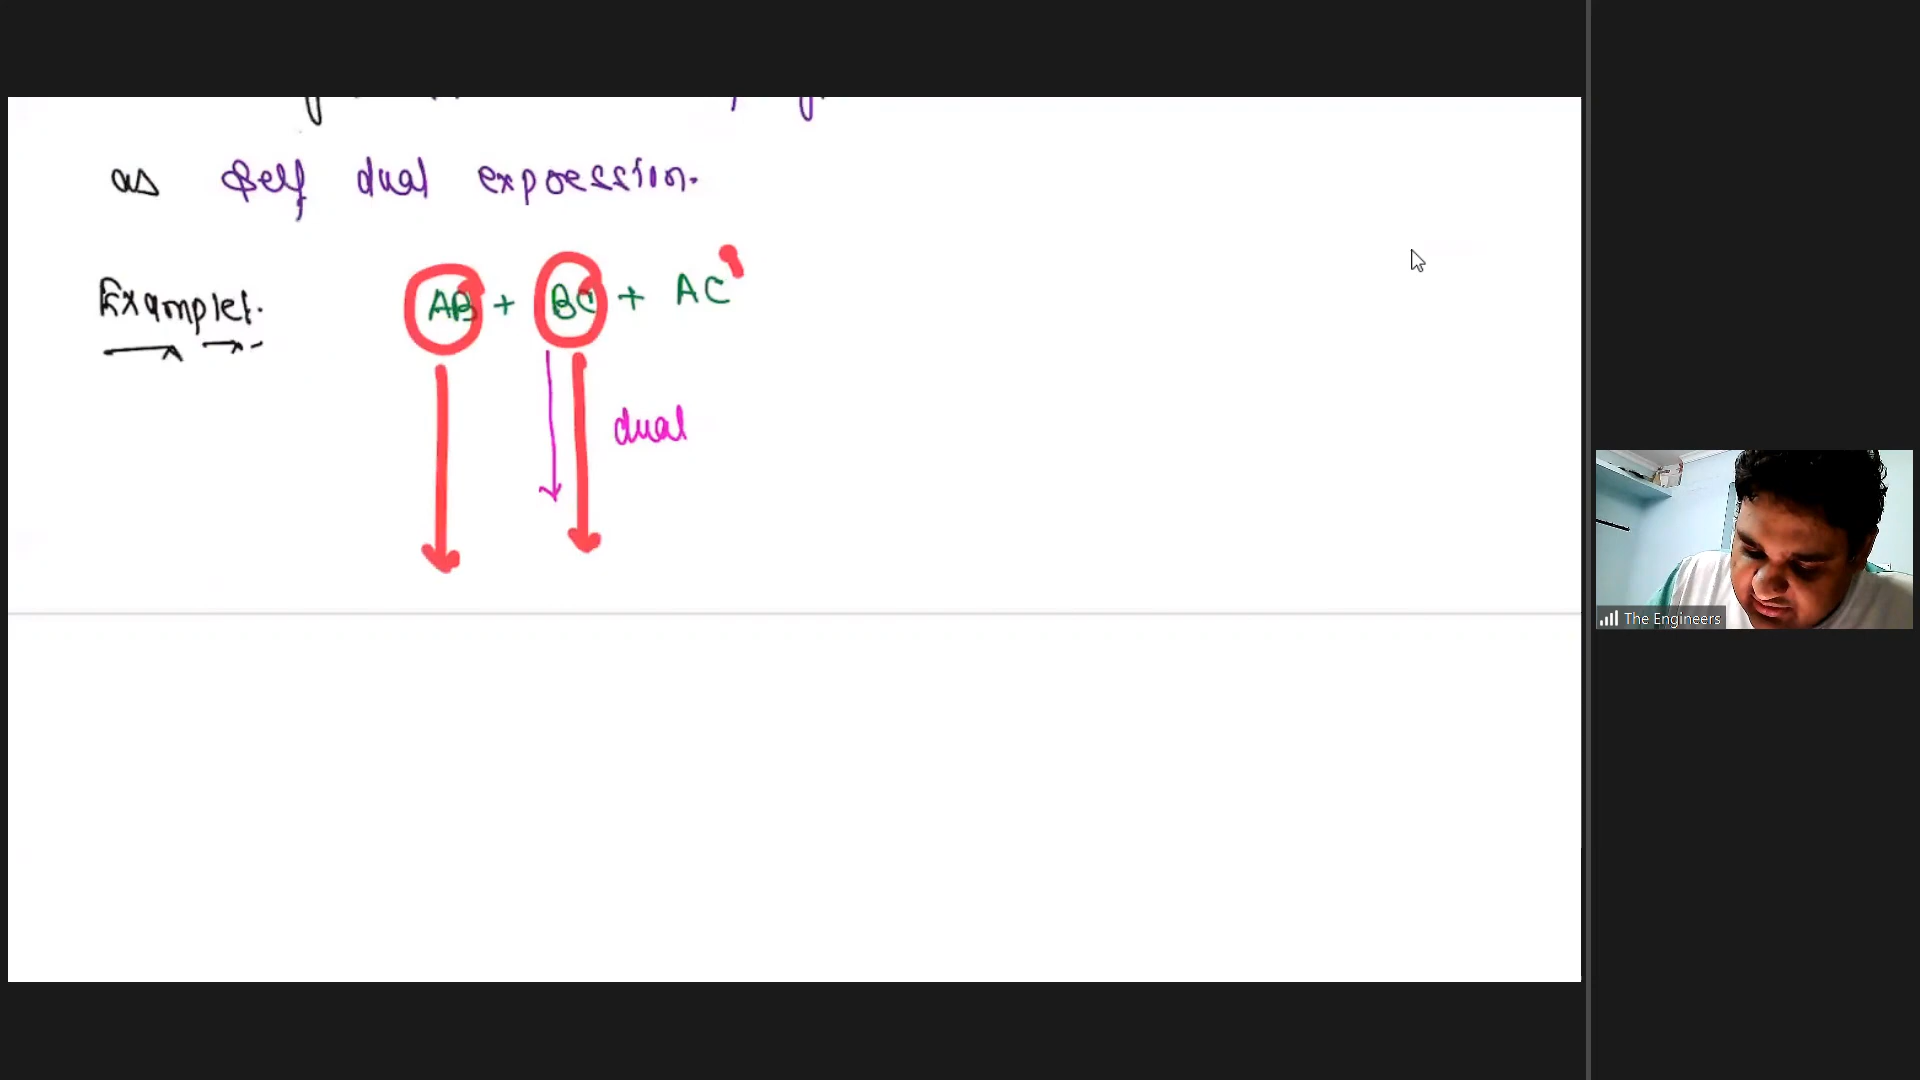 as self dual expression.
Example:-
AB + BC + AC
dual
The Engineers